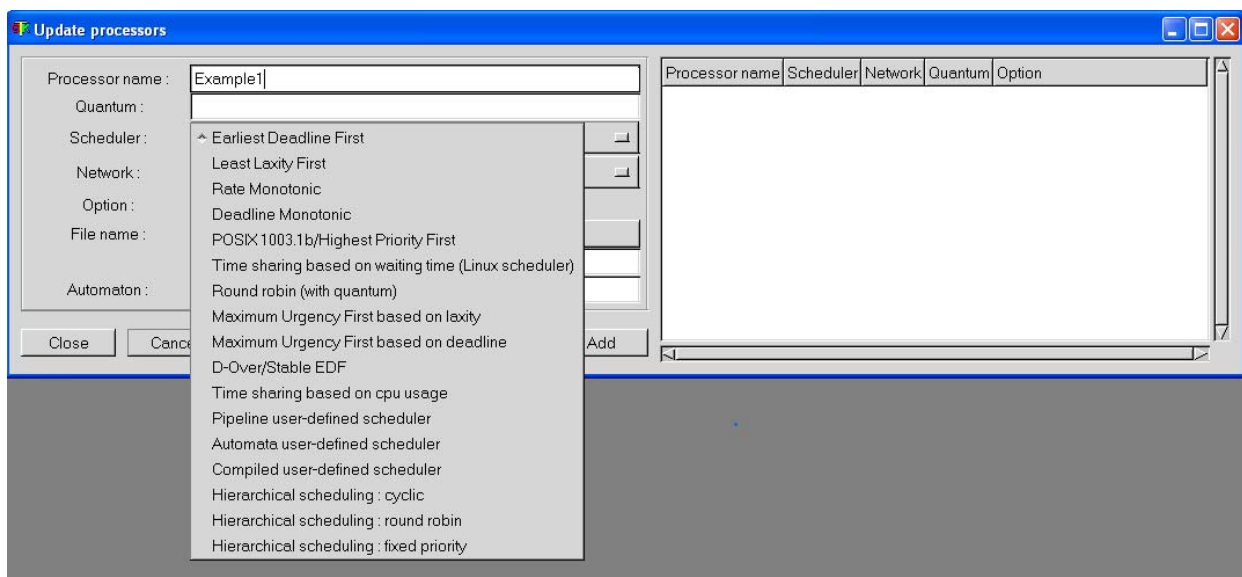 Update processors
Processor name : Example1
Quantum :
Scheduler :
Network :
Option :
File name :
Automaton :
Earliest Deadline First
Least Laxity First
Rate Monotonic
Deadline Monotonic
POSIX 1003.1b/Highest Priority First
Time sharing based on waiting time (Linux scheduler)
Round robin (with quantum)
Maximum Urgency First based on laxity
Maximum Urgency First based on deadline
D-Over/Stable EDF
Time sharing based on cpu usage
Pipeline user-defined scheduler
Automata user-defined scheduler
Compiled user-defined scheduler
Hierarchical scheduling : cyclic
Hierarchical scheduling : round robin
Hierarchical scheduling : fixed priority
Close Cance Add
Processor name Scheduler Network Quantum Option